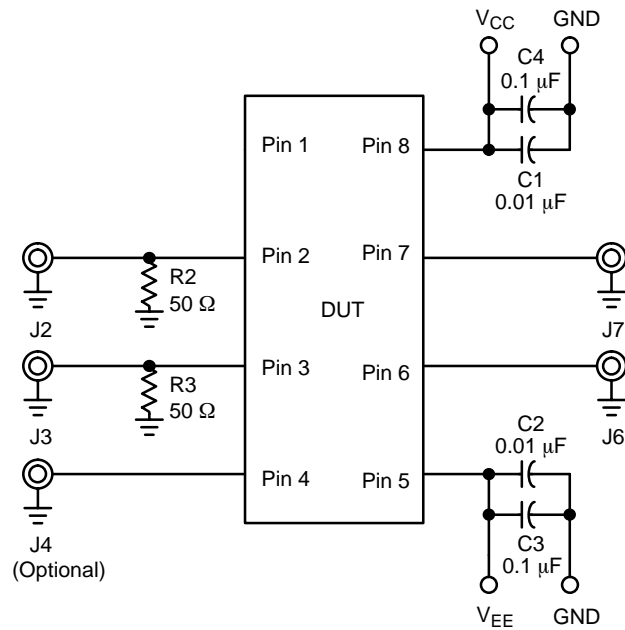 V_CC GND
C4
0.1 μF
C1
0.01 μF
Pin 1
Pin 8
Pin 2
Pin 7
R2
50 Ω
J2
DUT
J7
Pin 3
Pin 6
R3
50 Ω
J3
J6
C2
0.01 μF
Pin 4
Pin 5
J4
(Optional)
C3
0.1 μF
V_EE GND